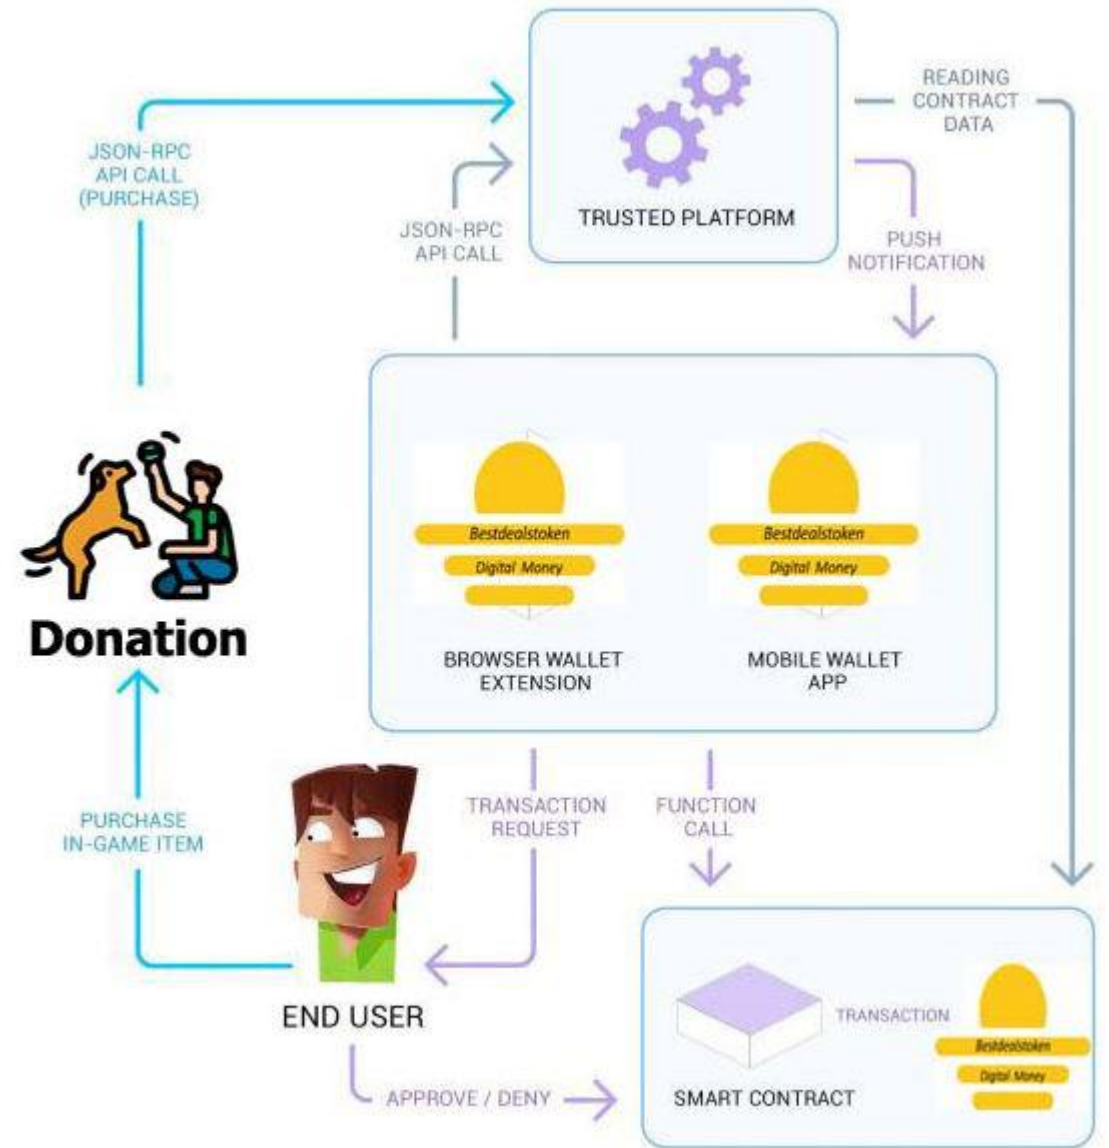 READING
CONTRACT
DATA
JSON-RPC
API CALL
(PURCHASE)
TRUSTED PLATFORM
JSON-RPC
API CALL
PUSH
NOTIFICATION
Bestdealstoken
Digital Money
Bestdealstoken
Digital Money
Donation
BROWSER WALLET
EXTENSION
MOBILE WALLET
APP
PURCHASE
IN-GAME ITEM
TRANSACTION
REQUEST
FUNCTION
CALL
END USER
TRANSACTION
Bestdealstoken
Digital Money
APPROVE / DENY
SMART CONTRACT